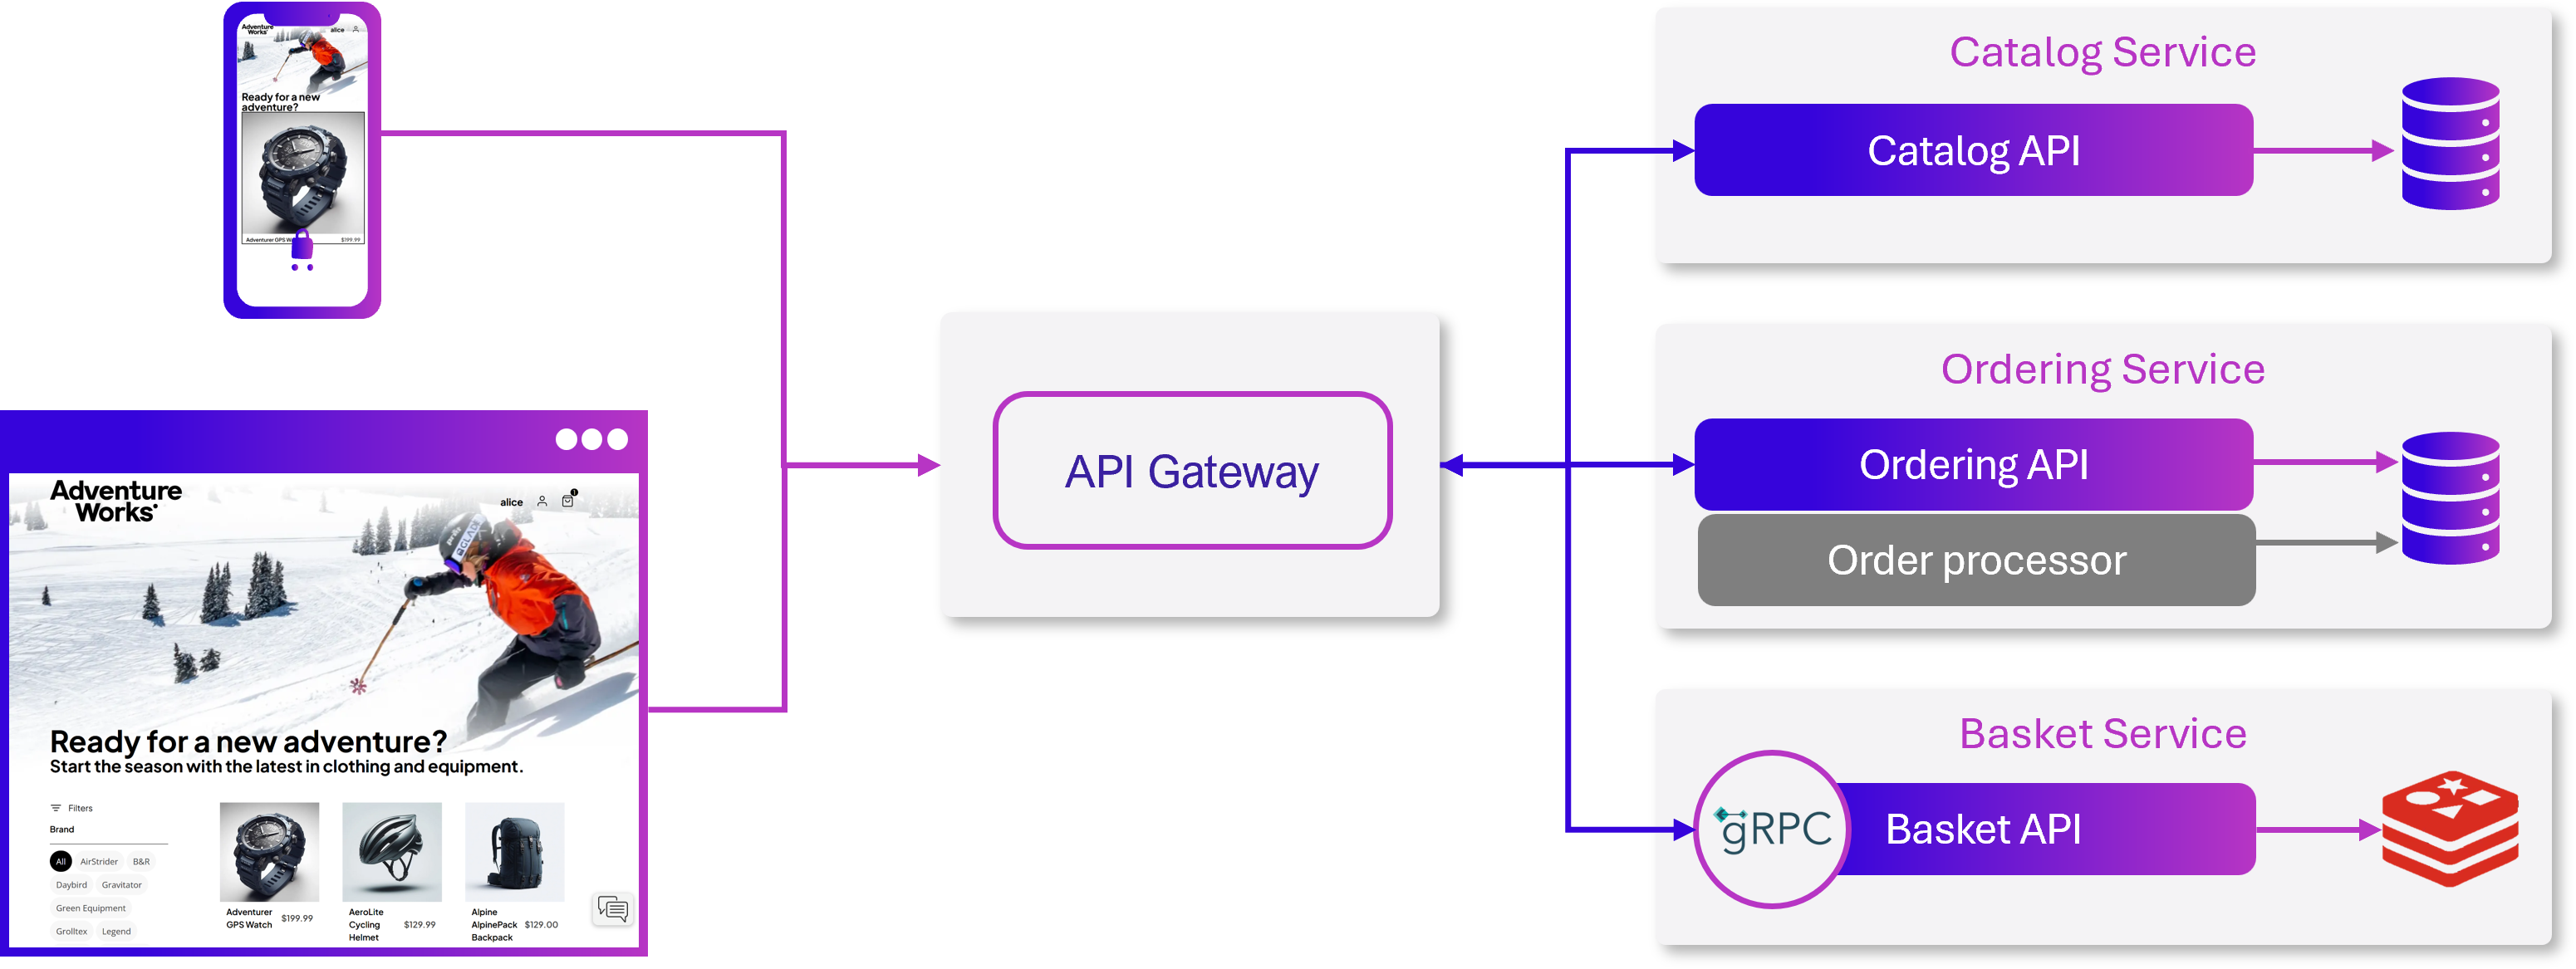 Adventure
Works
alice
Ready for a new
adventure?
Adventurer GPS Wa
$199.99
Adventure
Works
alice
1
Ready for a new adventure?
Start the season with the latest in clothing and equipment.
Filters
Brand
All
AirStrider
B&R
Daybird
Gravitator
Green Equipment
Grolltex
Legend
Adventurer
GPS Watch
$199.99
AeroLite
Cycling
Helmet
$129.99
Alpine
AlpinePack
Backpack
$129.00
API Gateway
Catalog Service
Catalog API
Ordering Service
Ordering API
Order processor
Basket Service
gRPC
Basket API